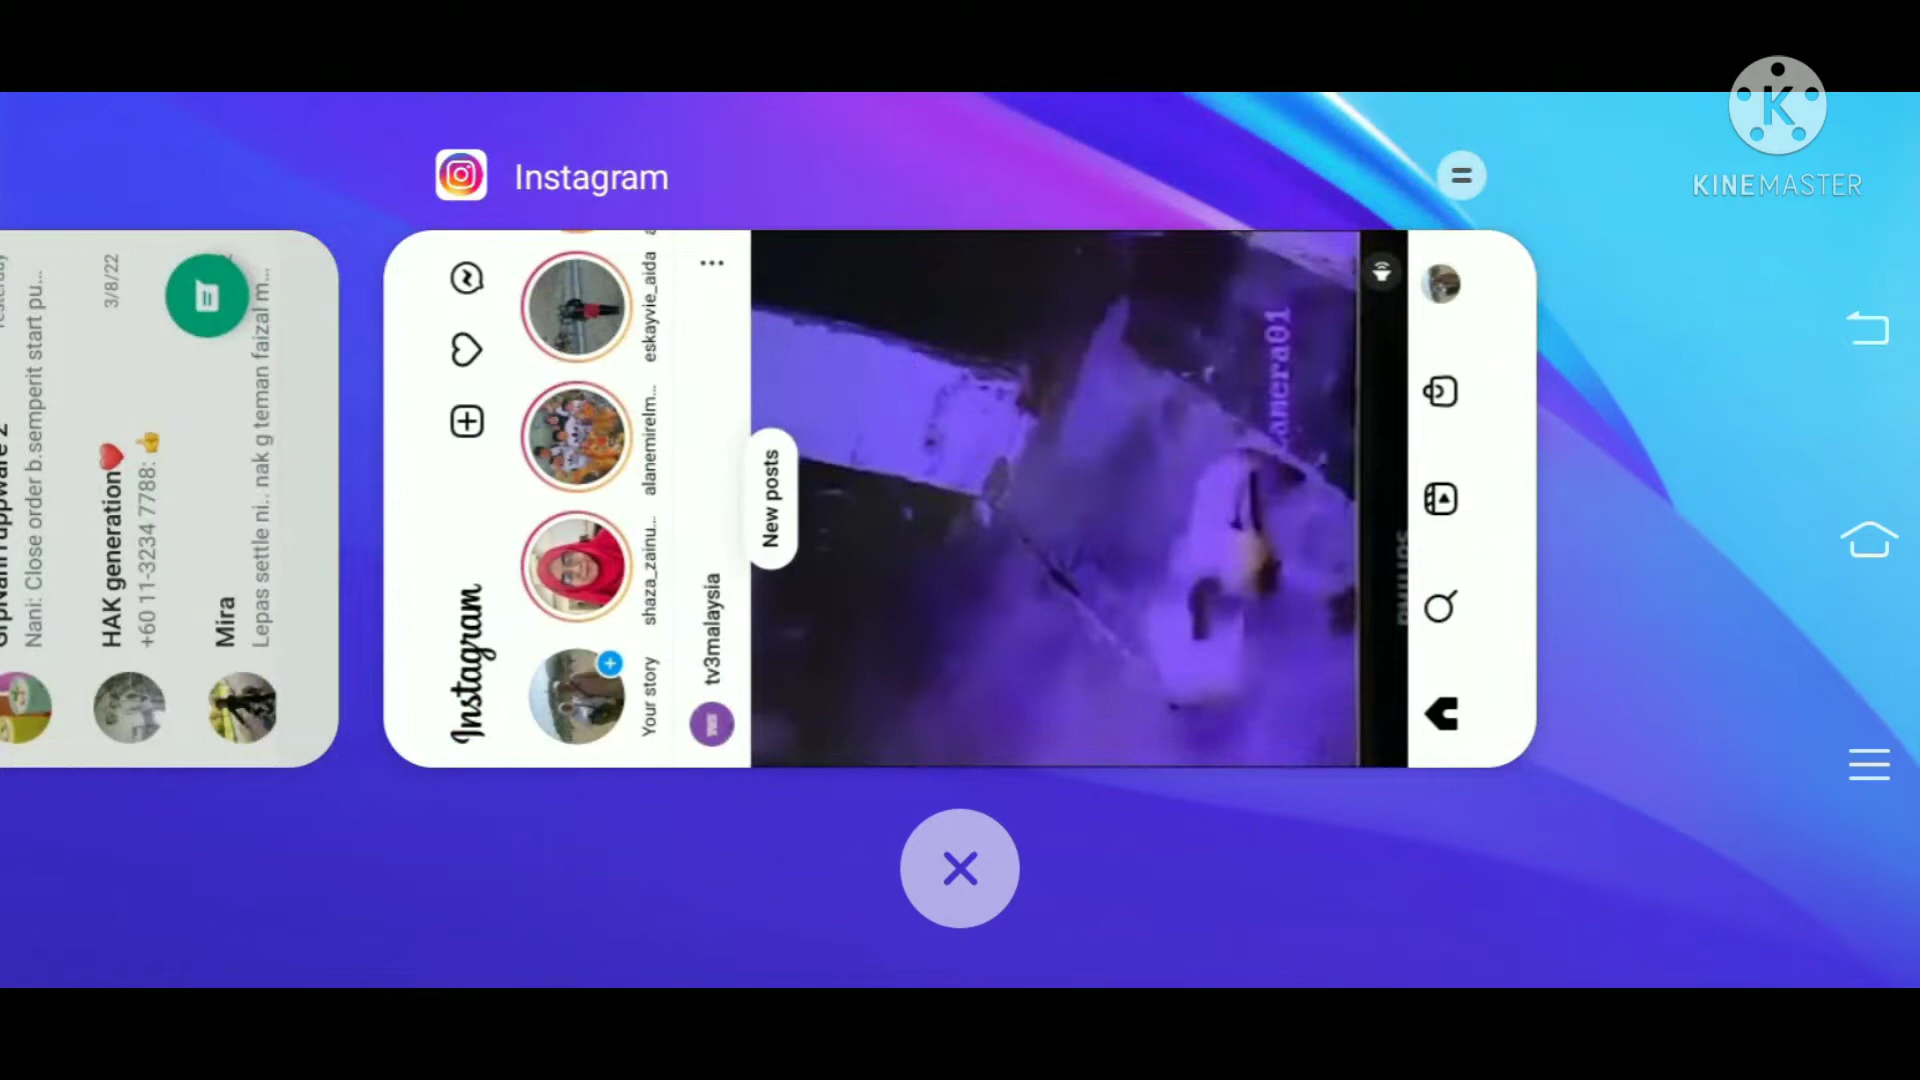 Instagram
KINEMASTER
Nani: Close order b.semperit start pu...
HAK generation❤️
3/8/22
+60 11-3234 7788: 👍
Mira
Lepas settle ni.. nak g teman faizal m...
Instagram
Your story
shaza_zainu...
alanemirelm...
eskayvie_aida
tv3malaysia
New posts